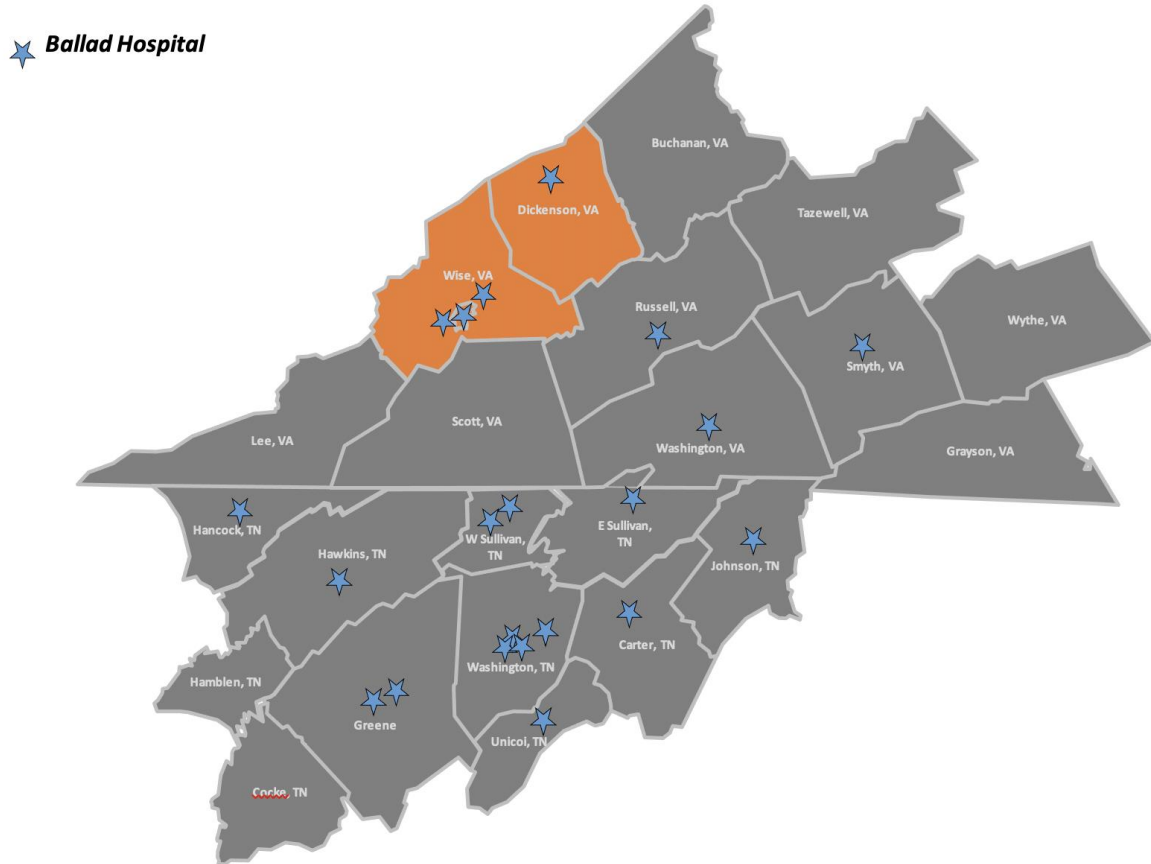 Ballad Hospital
Buchanan, VA
Dickenson, VA
Tazewell, VA
Wise, VA
Russell, VA
Wythe, VA
Smyth, VA
Scott, VA
Lee, VA
Washington, VA
Grayson, VA
Hancock, TN
E Sullivan,
TN
W Sullivan,
TN
Hawkins, TN
Johnson, TN
Carter, TN
Washington, TN
Hamblen, TN
Greene
Unicoi, TN
Cocke, TN